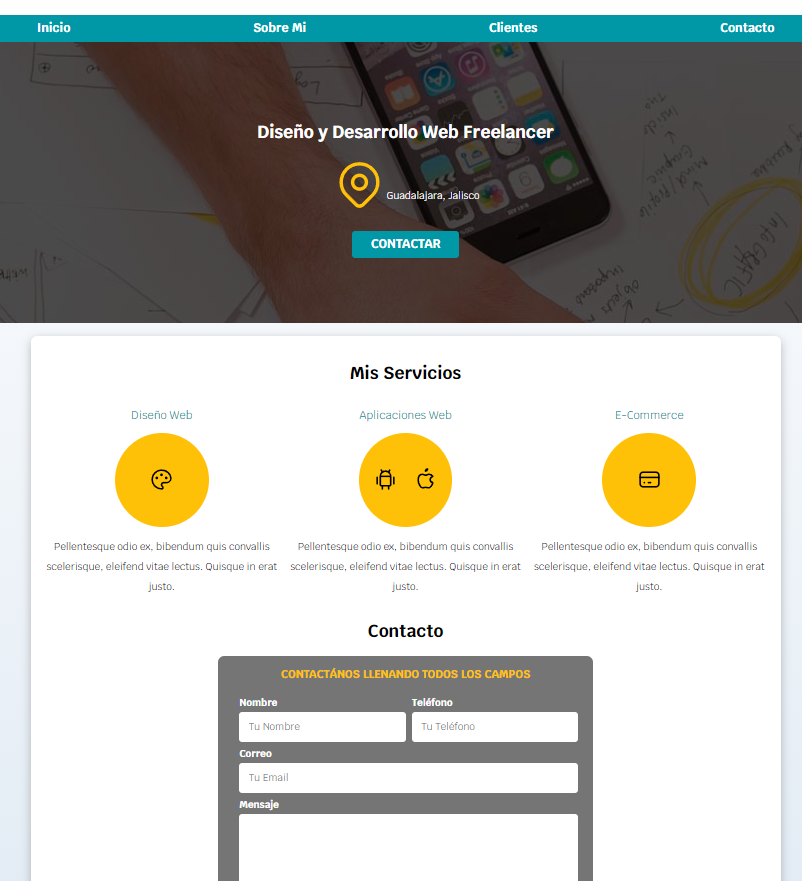 Inicio Sobre Mi Clientes Contacto
Diseño y Desarrollo Web Freelancer
Guadalajara, Jalisco
CONTACTAR
Mis Servicios
Diseño Web Aplicaciones Web E-Commerce
Pellentesque odio ex, bibendum quis convallis
scelerisque, eleifend vitae lectus. Quisque in erat
justo.
Pellentesque odio ex, bibendum quis convallis
scelerisque, eleifend vitae lectus. Quisque in erat
justo.
Pellentesque odio ex, bibendum quis convallis
scelerisque, eleifend vitae lectus. Quisque in erat
justo.
Contacto
CONTACTÁNOS LLENANDO TODOS LOS CAMPOS
Nombre Teléfono
Tu Nombre Tu Teléfono
Correo
Tu Email
Mensaje